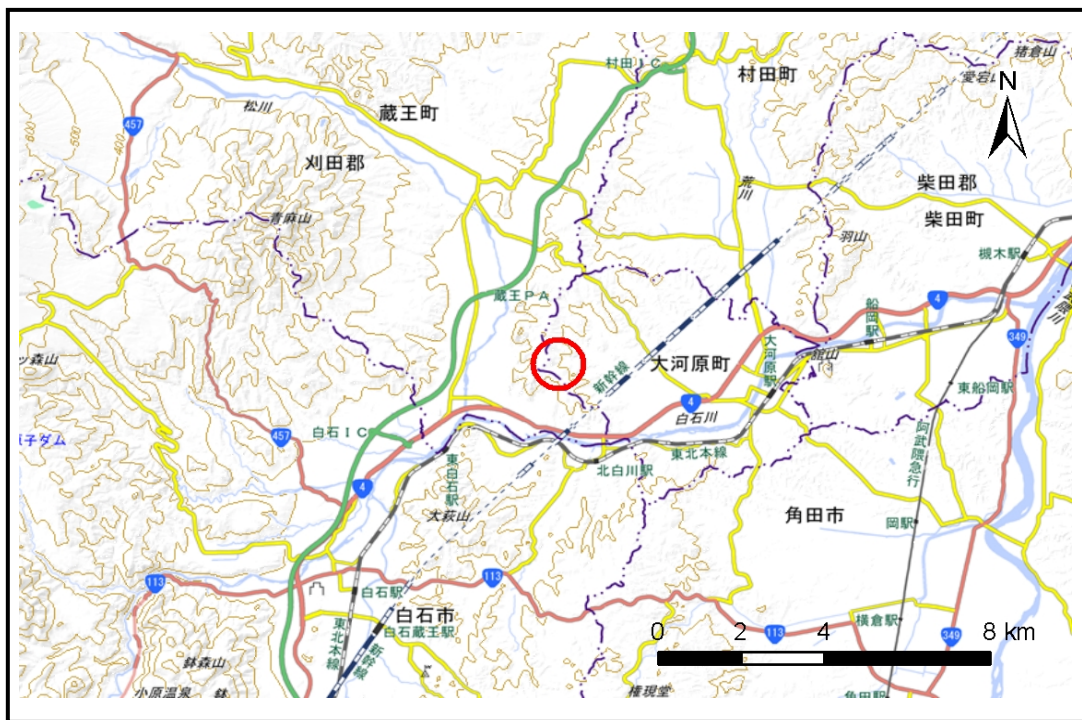 猪倉山
村田IC
村田町
愛宕山
N
松川
蔵王町
457
600
500
400
刈田郡
荒川
柴田郡
柴田町
青麻山
羽山
槻木駅
蔵王PA
4
船岡駅
349
大河原町
大河原駅
舘山
新幹線
東船岡駅
4
白石川
457
白石IC
東北本線
阿武隈急行
北白川駅
東白石駅
4
大萩山
角田市
岡駅
113
113
白石駅
白石市
0
2
4
8 km
横倉駅
113
349
白石蔵王駅
東北本線
新幹線
鉢森山
小原温泉
権現堂
角田駅